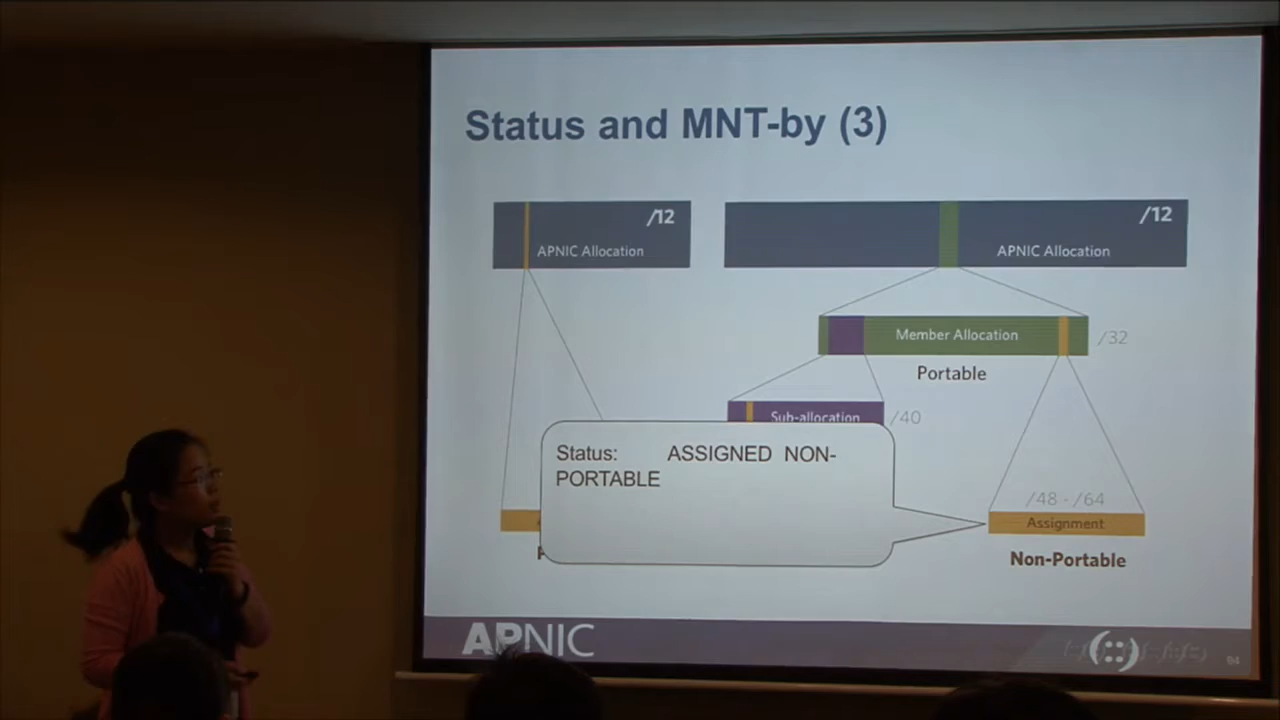 Status and MNT-by (3)
/12
APNIC Allocation
/12
APNIC Allocation
Member Allocation
/32
Portable
Sub-allocation
/40
Status: ASSIGNED NON-
PORTABLE
/48 - /64
Assignment
Non-Portable
APNIC
94